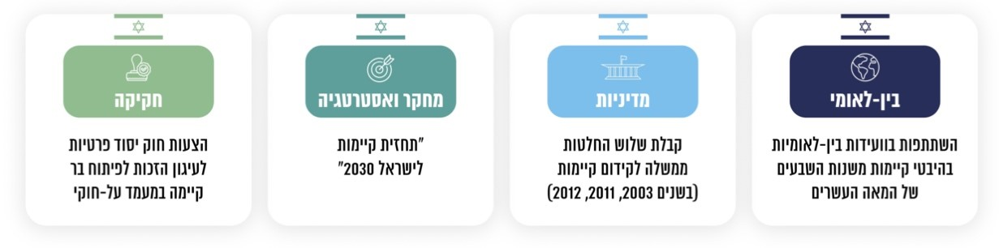 בין-לאומי
השתתפות בוועידות בין-לאומיות
בהיבטי קיימות משנות השבעים
של המאה העשרים
מדיניות
קבלת שלוש החלטות
ממשלה לקידום קיימות
(בשנים 2003, 2011, 2012)
מחקר ואסטרטגיה
"תחזית קיימות
לישראל 2030"
חקיקה
הצעות חוק יסוד פרטיות
לעיגון הזכות לפיתוח בר
קיימה במעמד על-חוקי